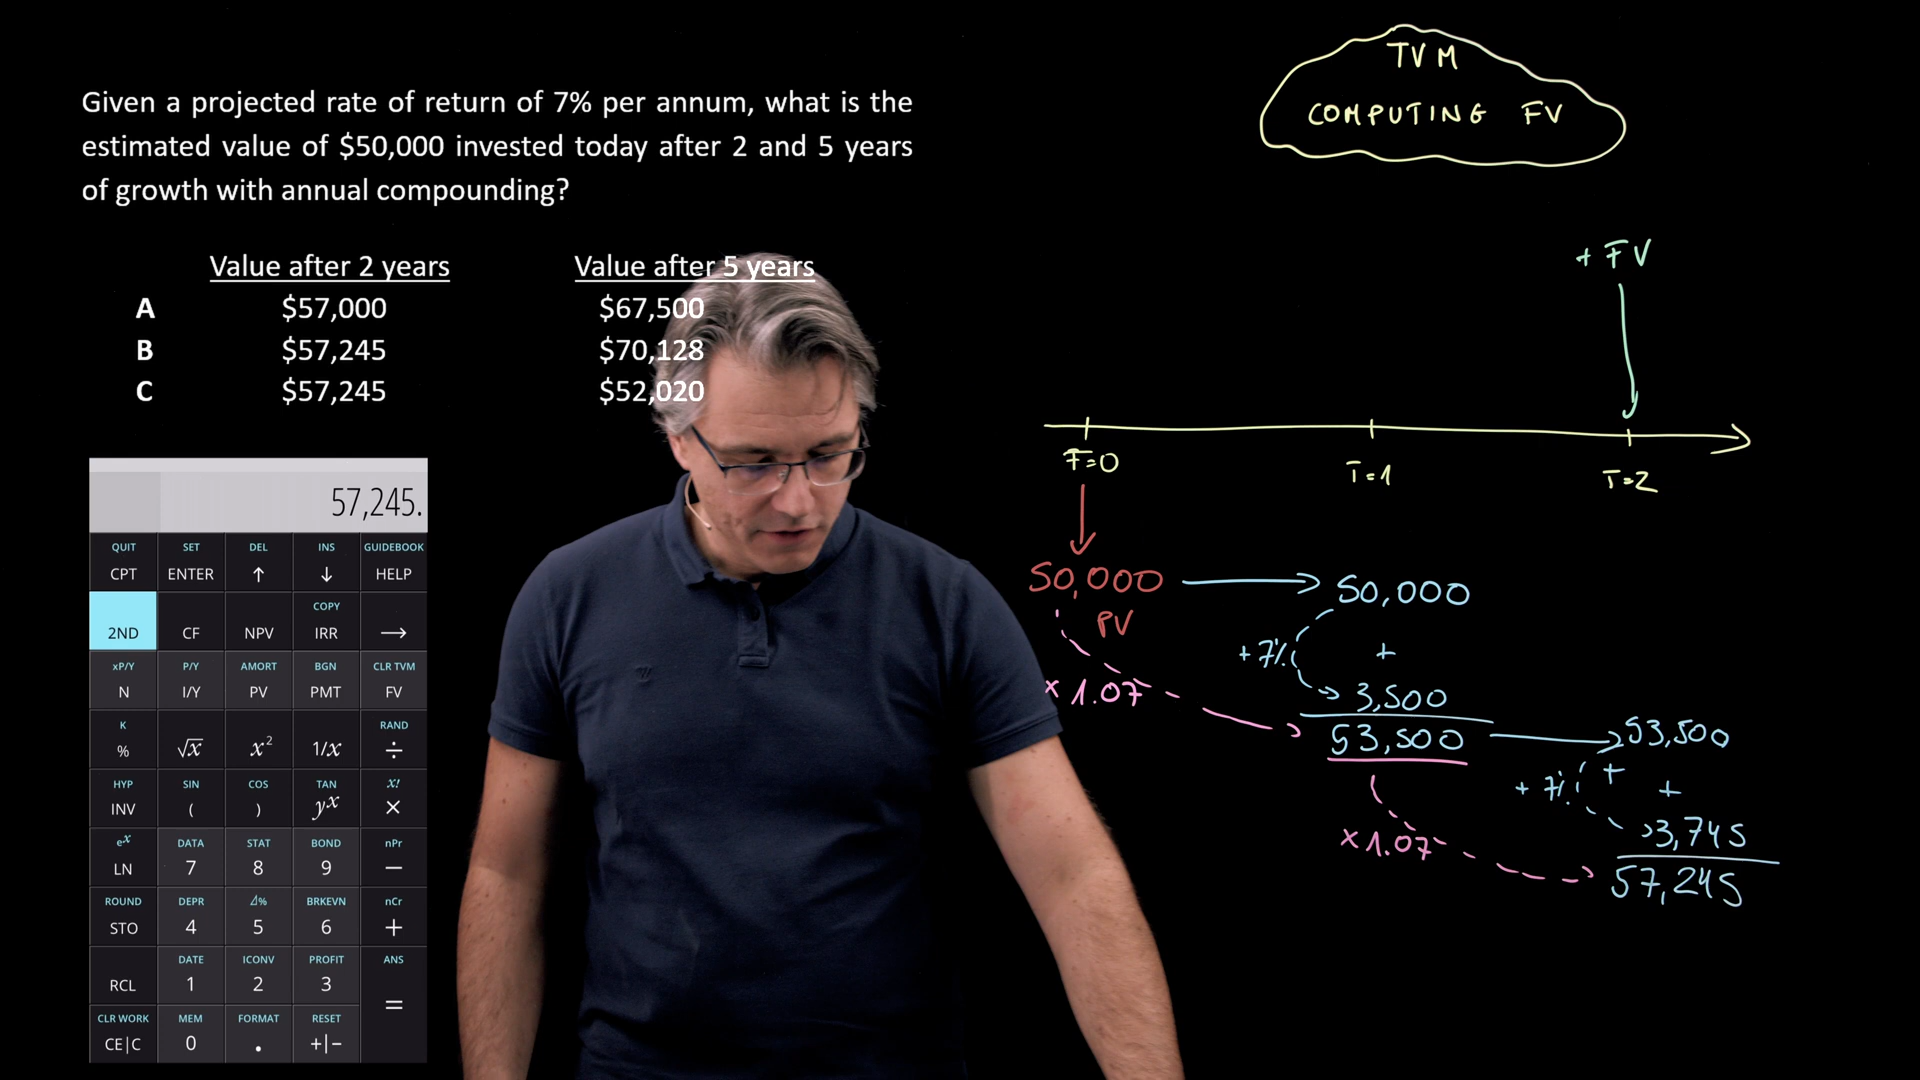 Given a projected rate of return of 7% per annum, what is the
estimated value of $50,000 invested today after 2 and 5 years
of growth with annual compounding?
Value after 2 years Value after 5 years
A $57,000 $67,500
B $57,245 $70,128
C $57,245 $52,020
57,245.
QUIT SET DEL INS GUIDEBOOK
CPT ENTER ↑ ↓ HELP
COPY
2ND CF NPV IRR →
xP/Y P/Y AMORT BGN CLR TVM
N I/Y PV PMT FV
K RAND
% √x x² 1/x ÷
HYP SIN COS TAN x!
INV ( ) yˣ ×
eˣ DATA STAT BOND nPr
LN 7 8 9 −
ROUND DEPR Δ% BRKEVN nCr
STO 4 5 6 +
DATE ICONV PROFIT ANS
RCL 1 2 3 =
CLR WORK MEM FORMAT RESET
CE|C 0 . +|−
TVM
COMPUTING FV
+ FV
T=0 T=1 T=2
50,000 50,000
PV
+7% +
× 1.07 3,500
53,500 53,500
+7% + +
×1.07 3,745
57,245